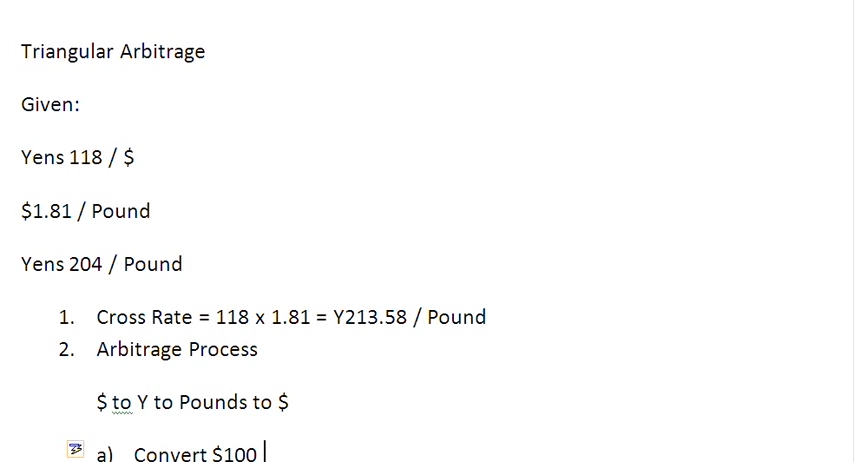 Triangular Arbitrage
Given:
Yens 118 / $
$1.81 / Pound
Yens 204 / Pound
1. Cross Rate = 118 x 1.81 = Y213.58 / Pound
2. Arbitrage Process
$ to Y to Pounds to $
a) Convert $100